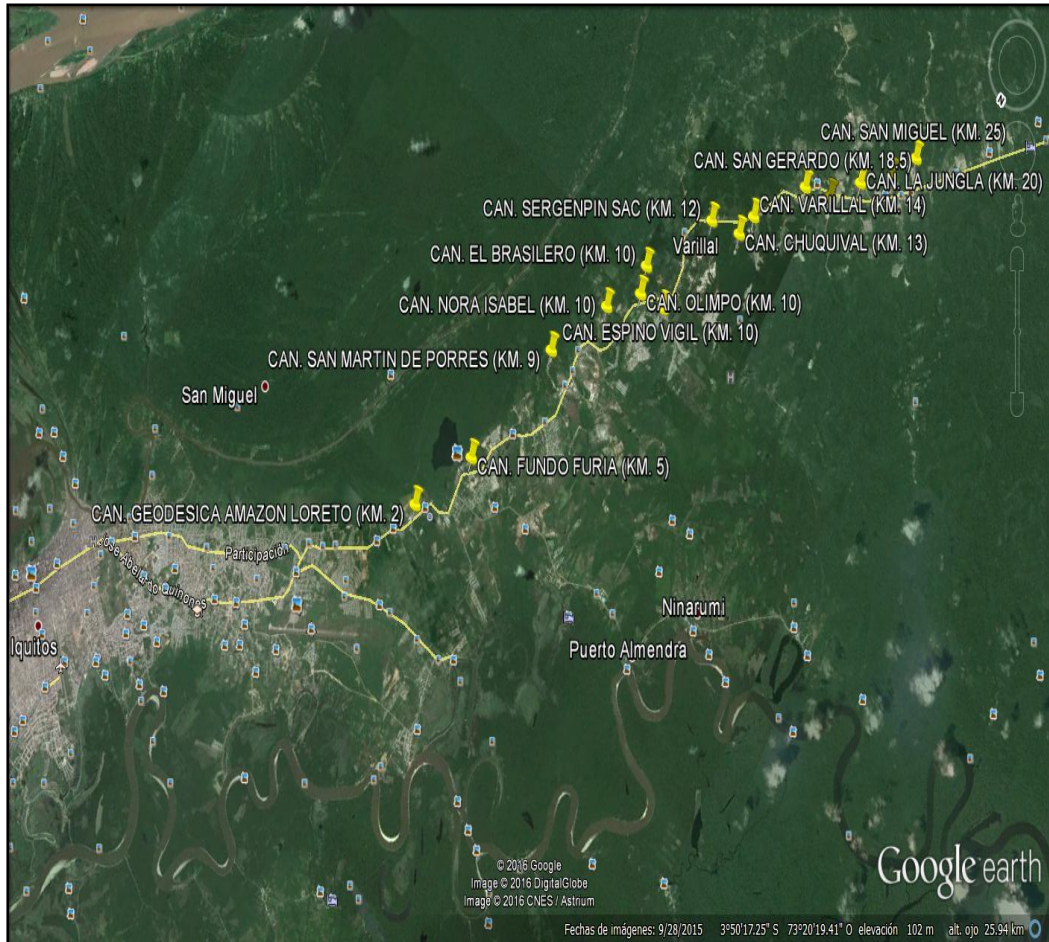 CAN. SAN MIGUEL (KM. 25)
CAN. SAN GERARDO (KM. 18.5)
CAN. LA JUNGLA (KM. 20)
CAN. SERGENPIN SAC (KM. 12)
CAN. VARILLAL (KM. 14)
Varillal
CAN. CHUQUIVAL (KM. 13)
CAN. EL BRASILERO (KM. 10)
CAN. NORA ISABEL (KM. 10)
CAN. OLIMPO (KM. 10)
CAN. ESPINO VIGIL (KM. 10)
CAN. SAN MARTIN DE PORRES (KM. 9)
San Miguel
CAN. FUNDO FURIA (KM. 5)
CAN. GEODESICA AMAZON LORETO (KM. 2)
Participación
Jose Abelardo Quiñones
Ninarumi
Iquitos
Puerto Almendra
© 2016 Google
Image © 2016 DigitalGlobe
Image © 2016 CNES / Astrium
Google earth
Fechas de imágenes: 9/28/2015 3°50'17.25" S 73°20'19.41" O elevación 102 m alt. ojo 25.94 km